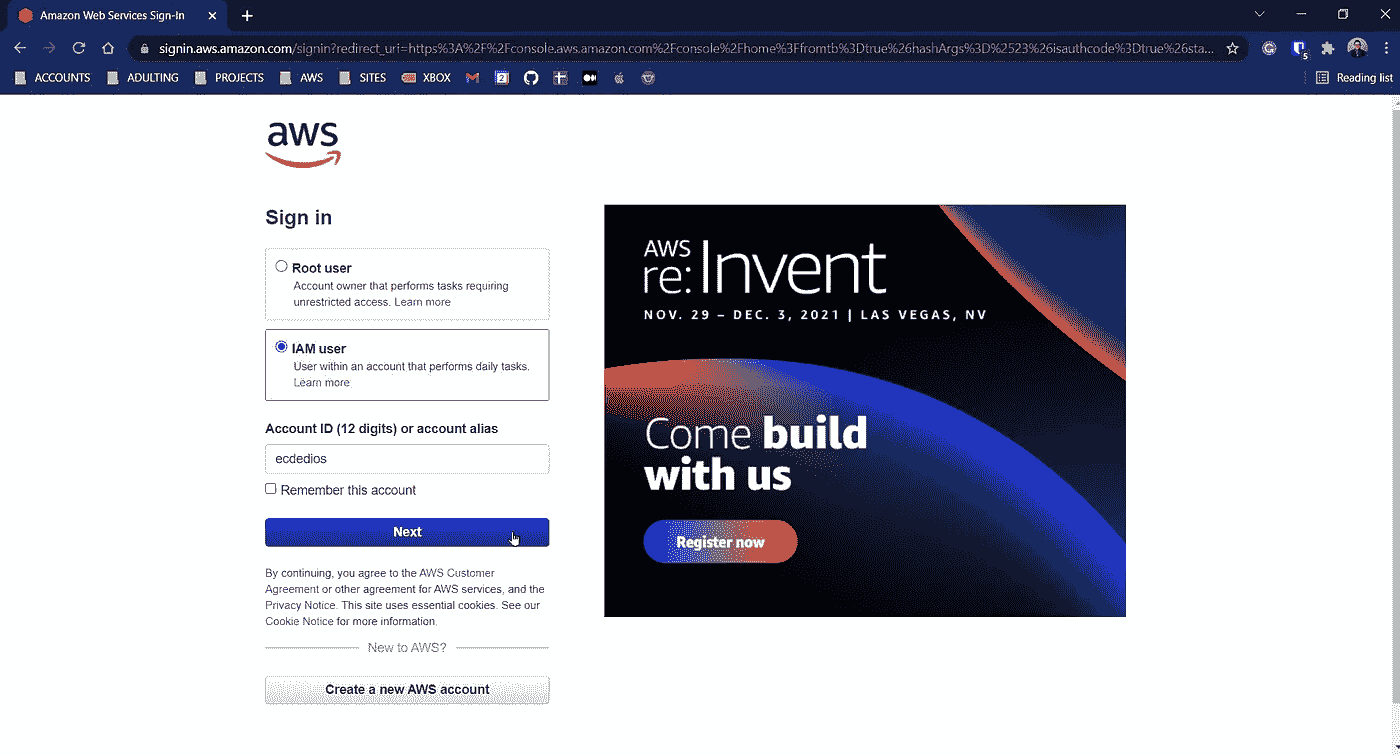 Amazon Web Services Sign-In
signin.aws.amazon.com/signin?redirect_uri=https%3A%2F%2Fconsole.aws.amazon.com%2Fconsole%2Fhome%3Ffromtb%3Dtrue%26hashArgs%3D%2523%26isauthcode%3Dtrue%26sta...
5
ACCOUNTS ADULTING PROJECTS AWS SITES XBOX 2 Reading list
aws
Sign in
Root user
Account owner that performs tasks requiring
unrestricted access. Learn more
IAM user
User within an account that performs daily tasks.
Learn more
Account ID (12 digits) or account alias
ecdedios
Remember this account
Next
By continuing, you agree to the AWS Customer
Agreement or other agreement for AWS services, and the
Privacy Notice. This site uses essential cookies. See our
Cookie Notice for more information.
New to AWS?
Create a new AWS account
AWS
re:Invent
NOV. 29 – DEC. 3, 2021 | LAS VEGAS, NV
Come build
with us
Register now